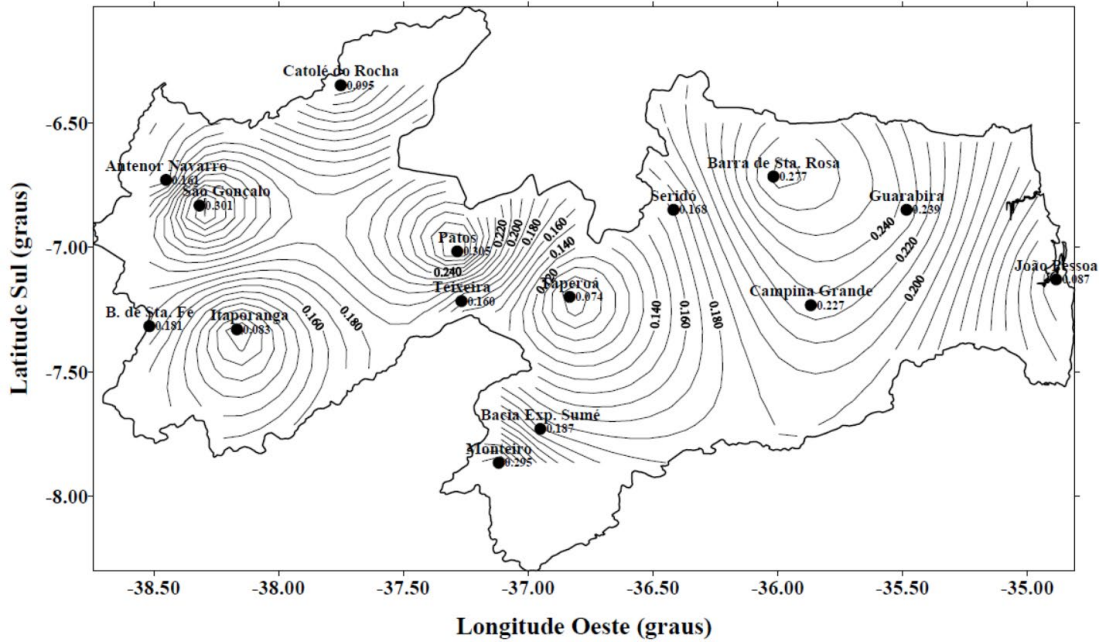 Catolé do Rocha
0.095
-6.50
Antenor Navarro
0.161
São Gonçalo
0.301
Barra de Sta. Rosa
0.277
Seridó
0.168
Guarabira
0.239
-7.00
Patos
0.305
0.220
0.200
0.180
0.160
0.140
0.120
0.240
Teixeira
0.160
Taperoá
0.074
0.240
0.220
0.200
João Pessoa
0.087
B. de Sta. Fé
0.181
Itaporanga
0.083
0.160
0.180
0.140
0.160
0.180
Campina Grande
0.227
-7.50
Bacia Exp. Sumé
0.187
Monteiro
0.295
-8.00
Latitude Sul (graus)
-38.50
-38.00
-37.50
-37.00
-36.50
-36.00
-35.50
-35.00
Longitude Oeste (graus)